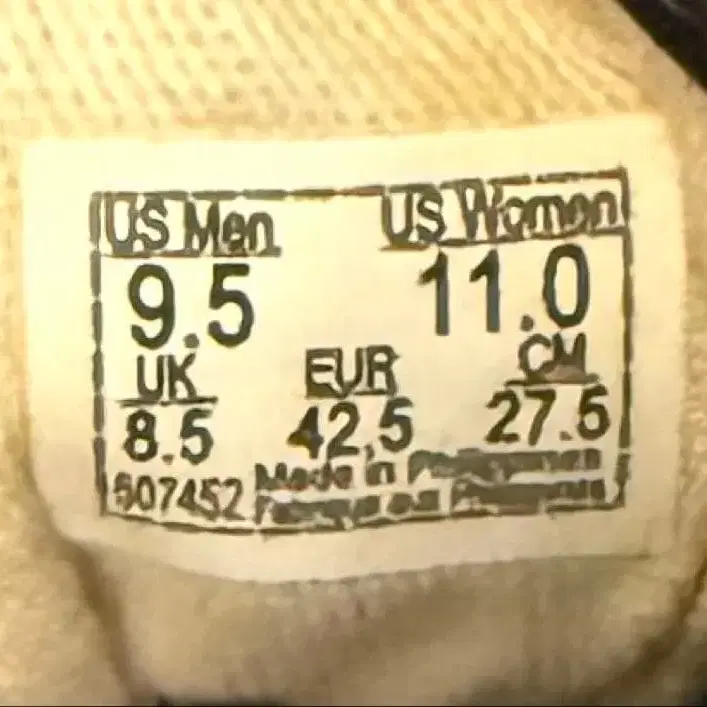 US Men US Women
9.5 11.0
UK EUR CM
8.5 42,5 27.5
507452 Made in